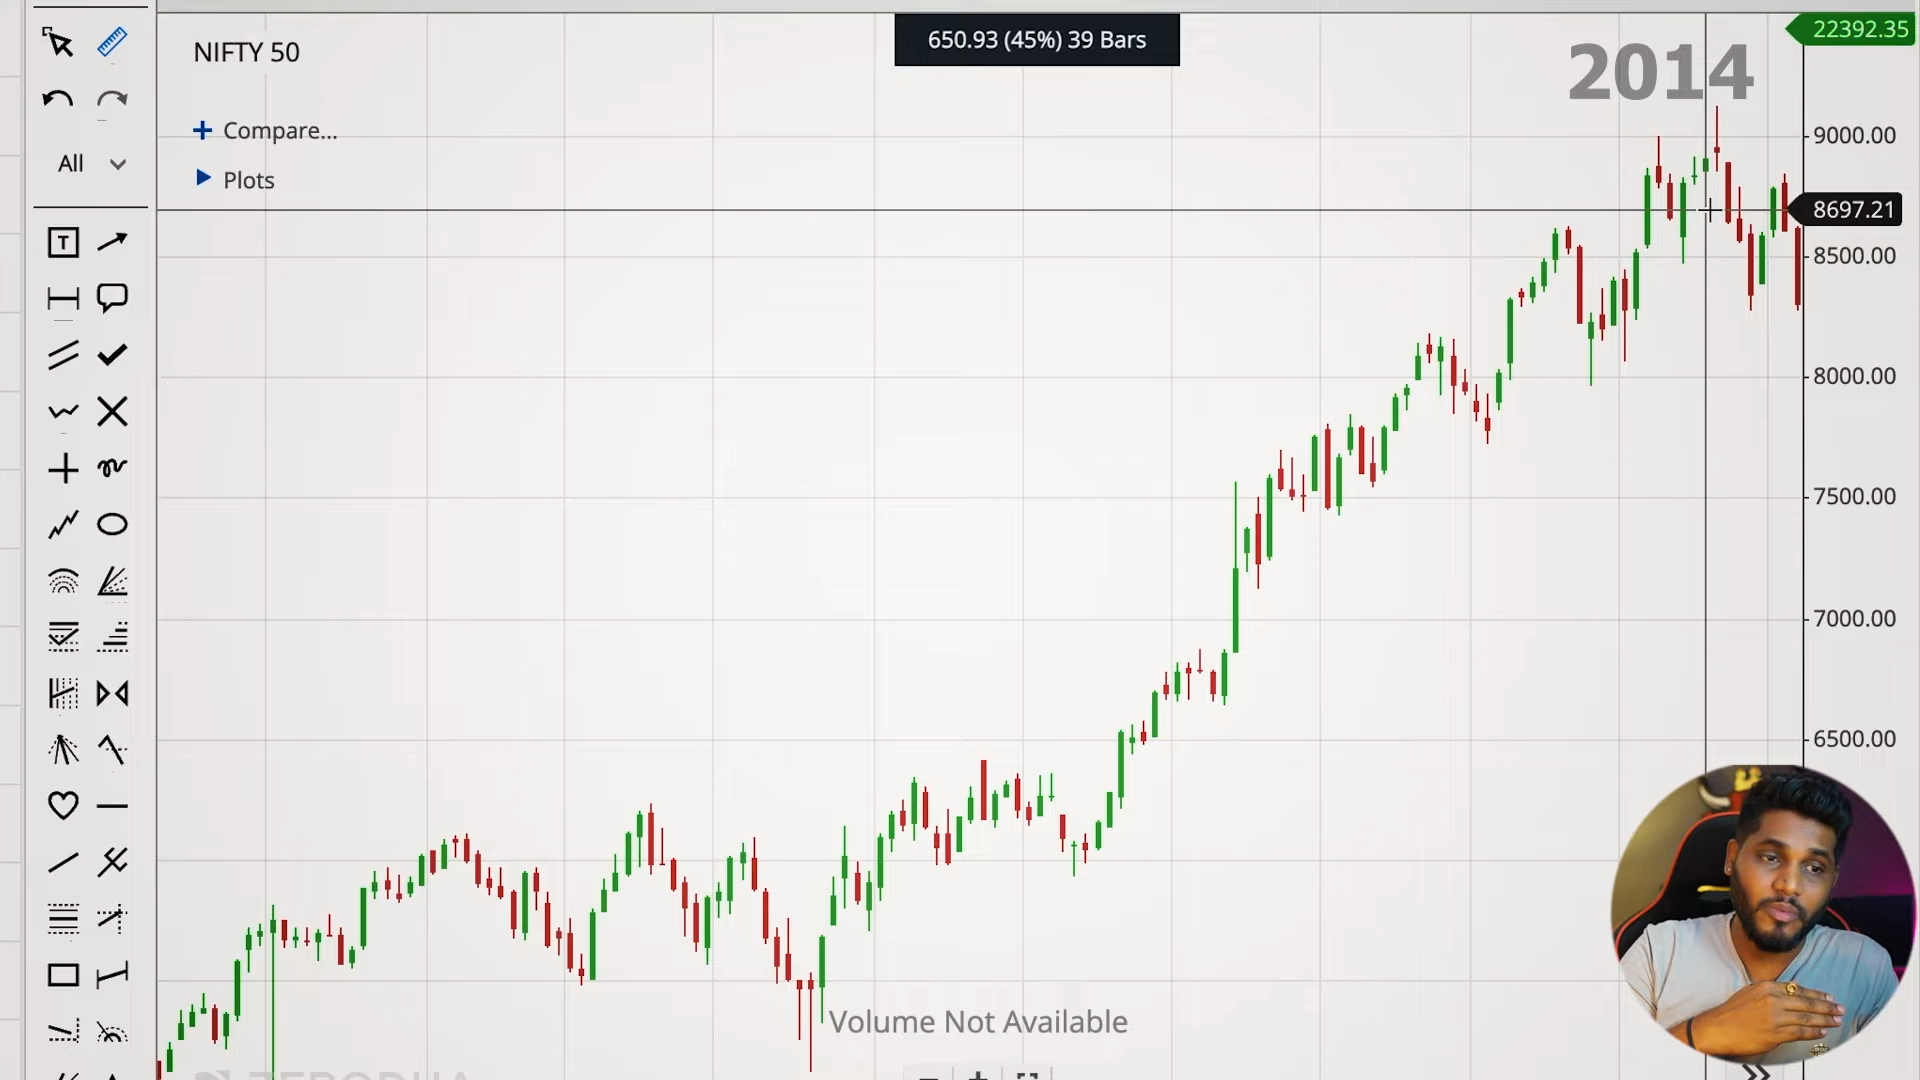 650.93 (45%) 39 Bars
22392.35
NIFTY 50
2014
Compare...
9000.00
All
Plots
8697.21
T
8500.00
8000.00
7500.00
7000.00
6500.00
Volume Not Available
ZERODHA